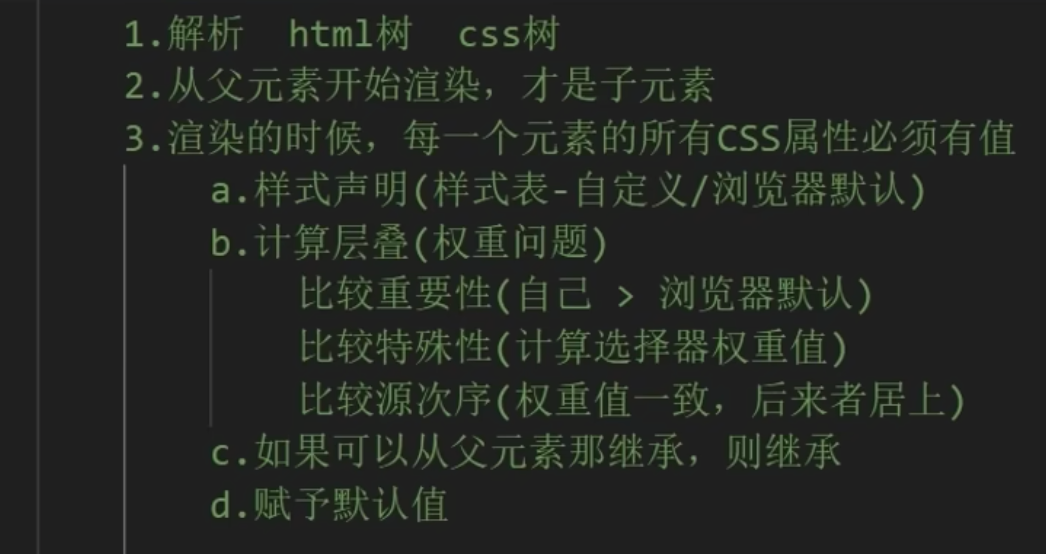 1.解析 html树 css树
2.从父元素开始渲染，才是子元素
3.渲染的时候，每一个元素的所有CSS属性必须有值
a.样式声明(样式表-自定义/浏览器默认)
b.计算层叠(权重问题)
比较重要性(自己 > 浏览器默认)
比较特殊性(计算选择器权重值)
比较源次序(权重值一致，后来者居上)
c.如果可以从父元素那继承，则继承
d.赋予默认值